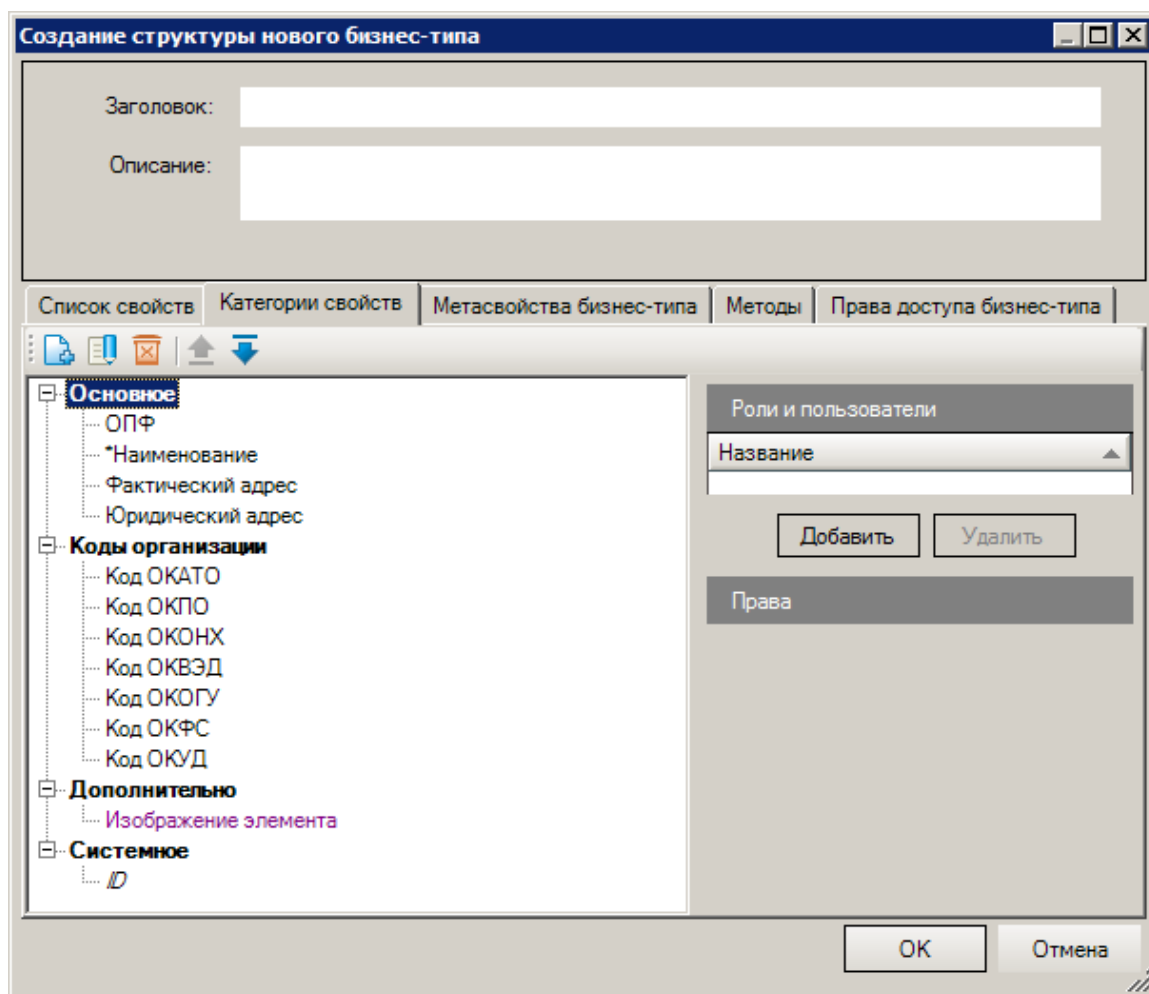 Создание структуры нового бизнес-типа
Заголовок:
Описание:
Список свойств Категории свойств Метасвойства бизнес-типа Методы Права доступа бизнес-типа
Основное
ОПФ
*Наименование
Фактический адрес
Юридический адрес
Коды организации
Код ОКАТО
Код ОКПО
Код ОКОНХ
Код ОКВЭД
Код ОКОГУ
Код ОКФС
Код ОКУД
Дополнительно
Изображение элемента
Системное
ID
Роли и пользователи
Название
Добавить Удалить
Права
ОК Отмена